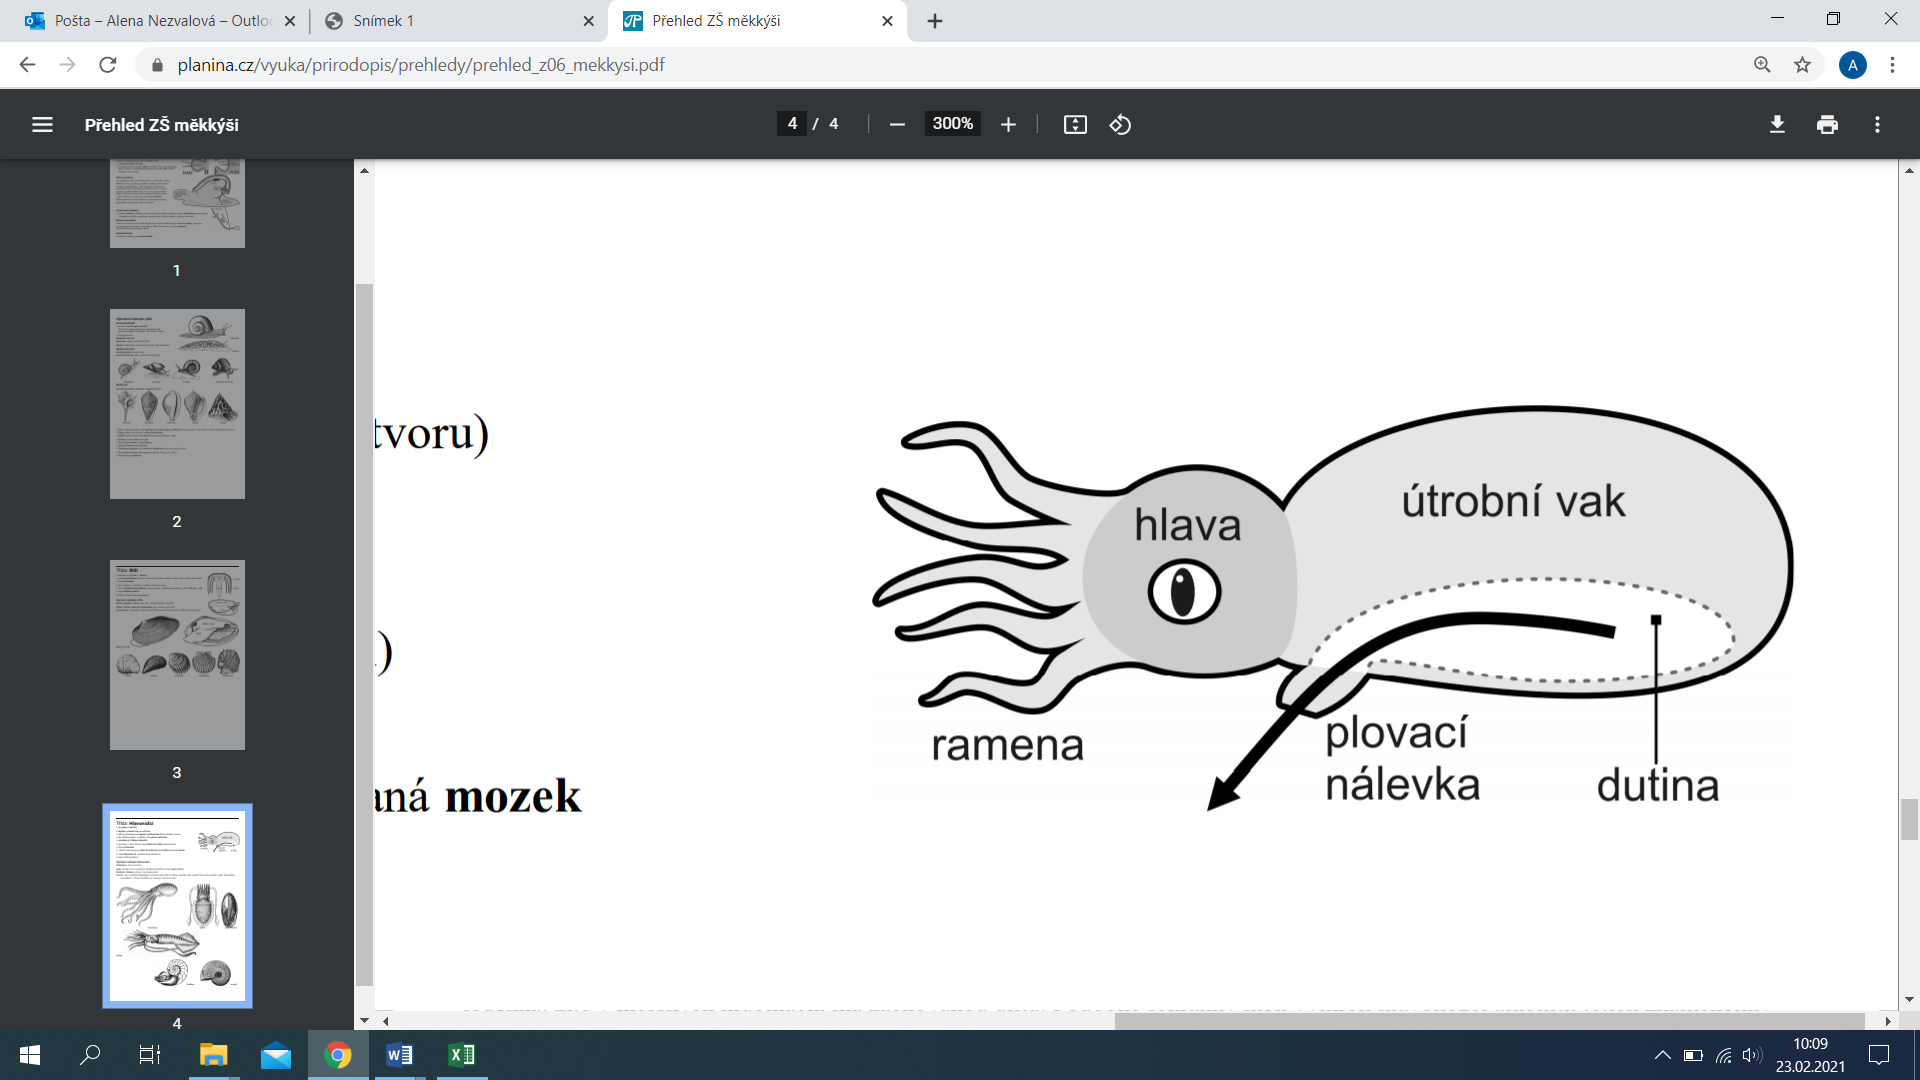 Pošta – Alena Nezvalová – Outloo
Snímek 1
Přehled ZŠ měkkýši
planina.cz/vyuka/prirodopis/prehledy/prehled_z06_mekkysi.pdf
A
Přehled ZŠ měkkýši
4 / 4
300%
1
2
3
4
tvoru)
)
aná mozek
hlava
útrobní vak
ramena
plovací
nálevka
dutina
10:09
23.02.2021